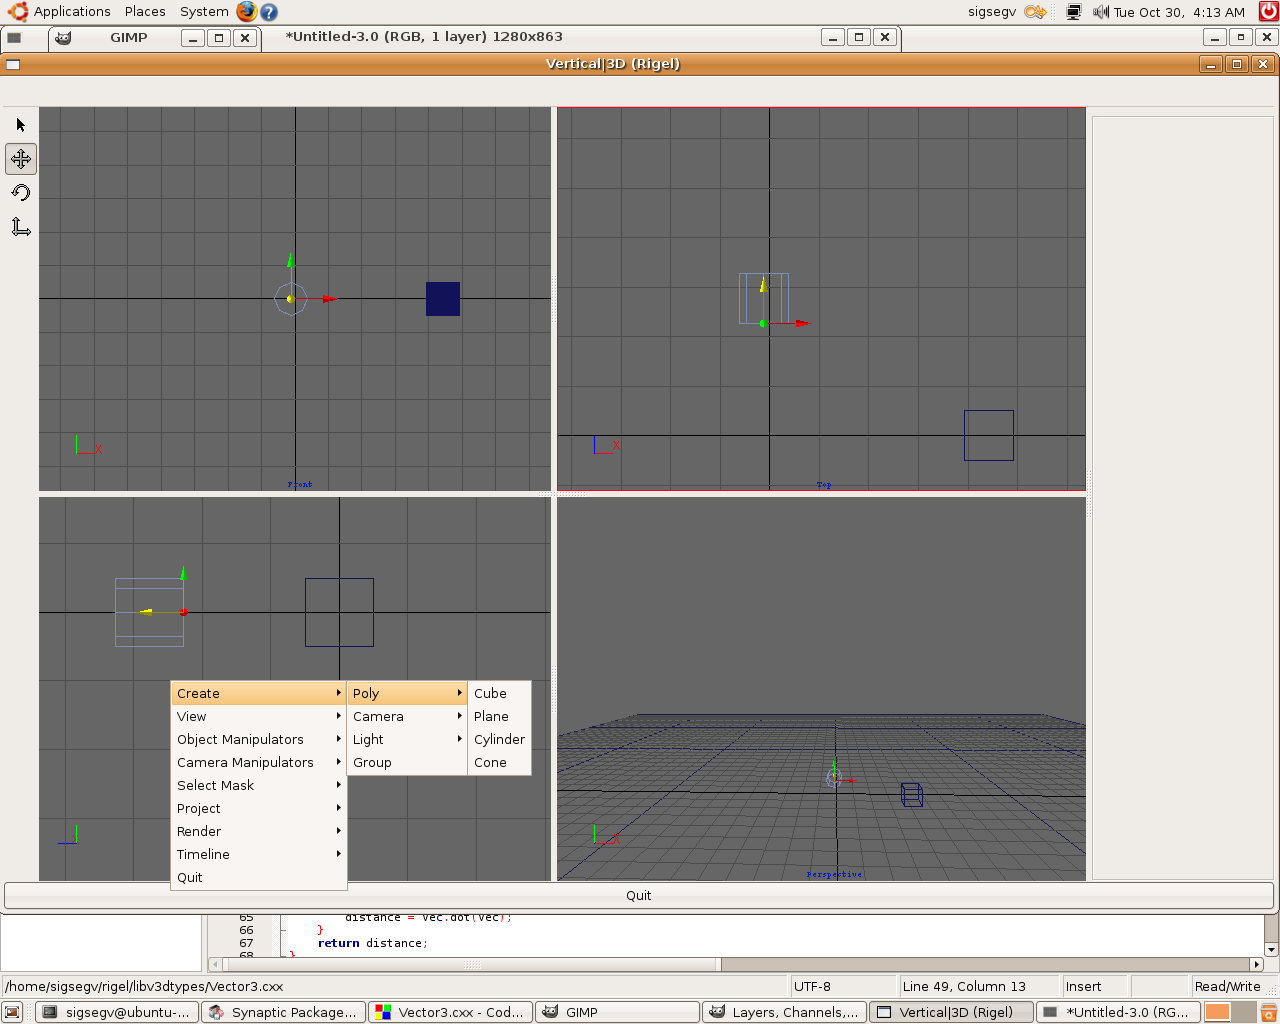 Applications Places System sigsegv Tue Oct 30, 4:13 AM
GIMP *Untitled-3.0 (RGB, 1 layer) 1280x863
Vertical|3D (Rigel)
x
Front
x
Top
Create
View
Object Manipulators
Camera Manipulators
Select Mask
Project
Render
Timeline
Quit
Poly
Camera
Light
Group
Cube
Plane
Cylinder
Cone
x
Perspective
Quit
65 distance = vec.dot(vec);
66 }
67 return distance;
68 }
/home/sigsegv/rigel/libv3dtypes/Vector3.cxx UTF-8 Line 49, Column 13 Insert Read/Write
sigsegv@ubuntu-... Synaptic Package... Vector3.cxx - Cod... GIMP Layers, Channels,... Vertical|3D (Rigel) *Untitled-3.0 (RG...